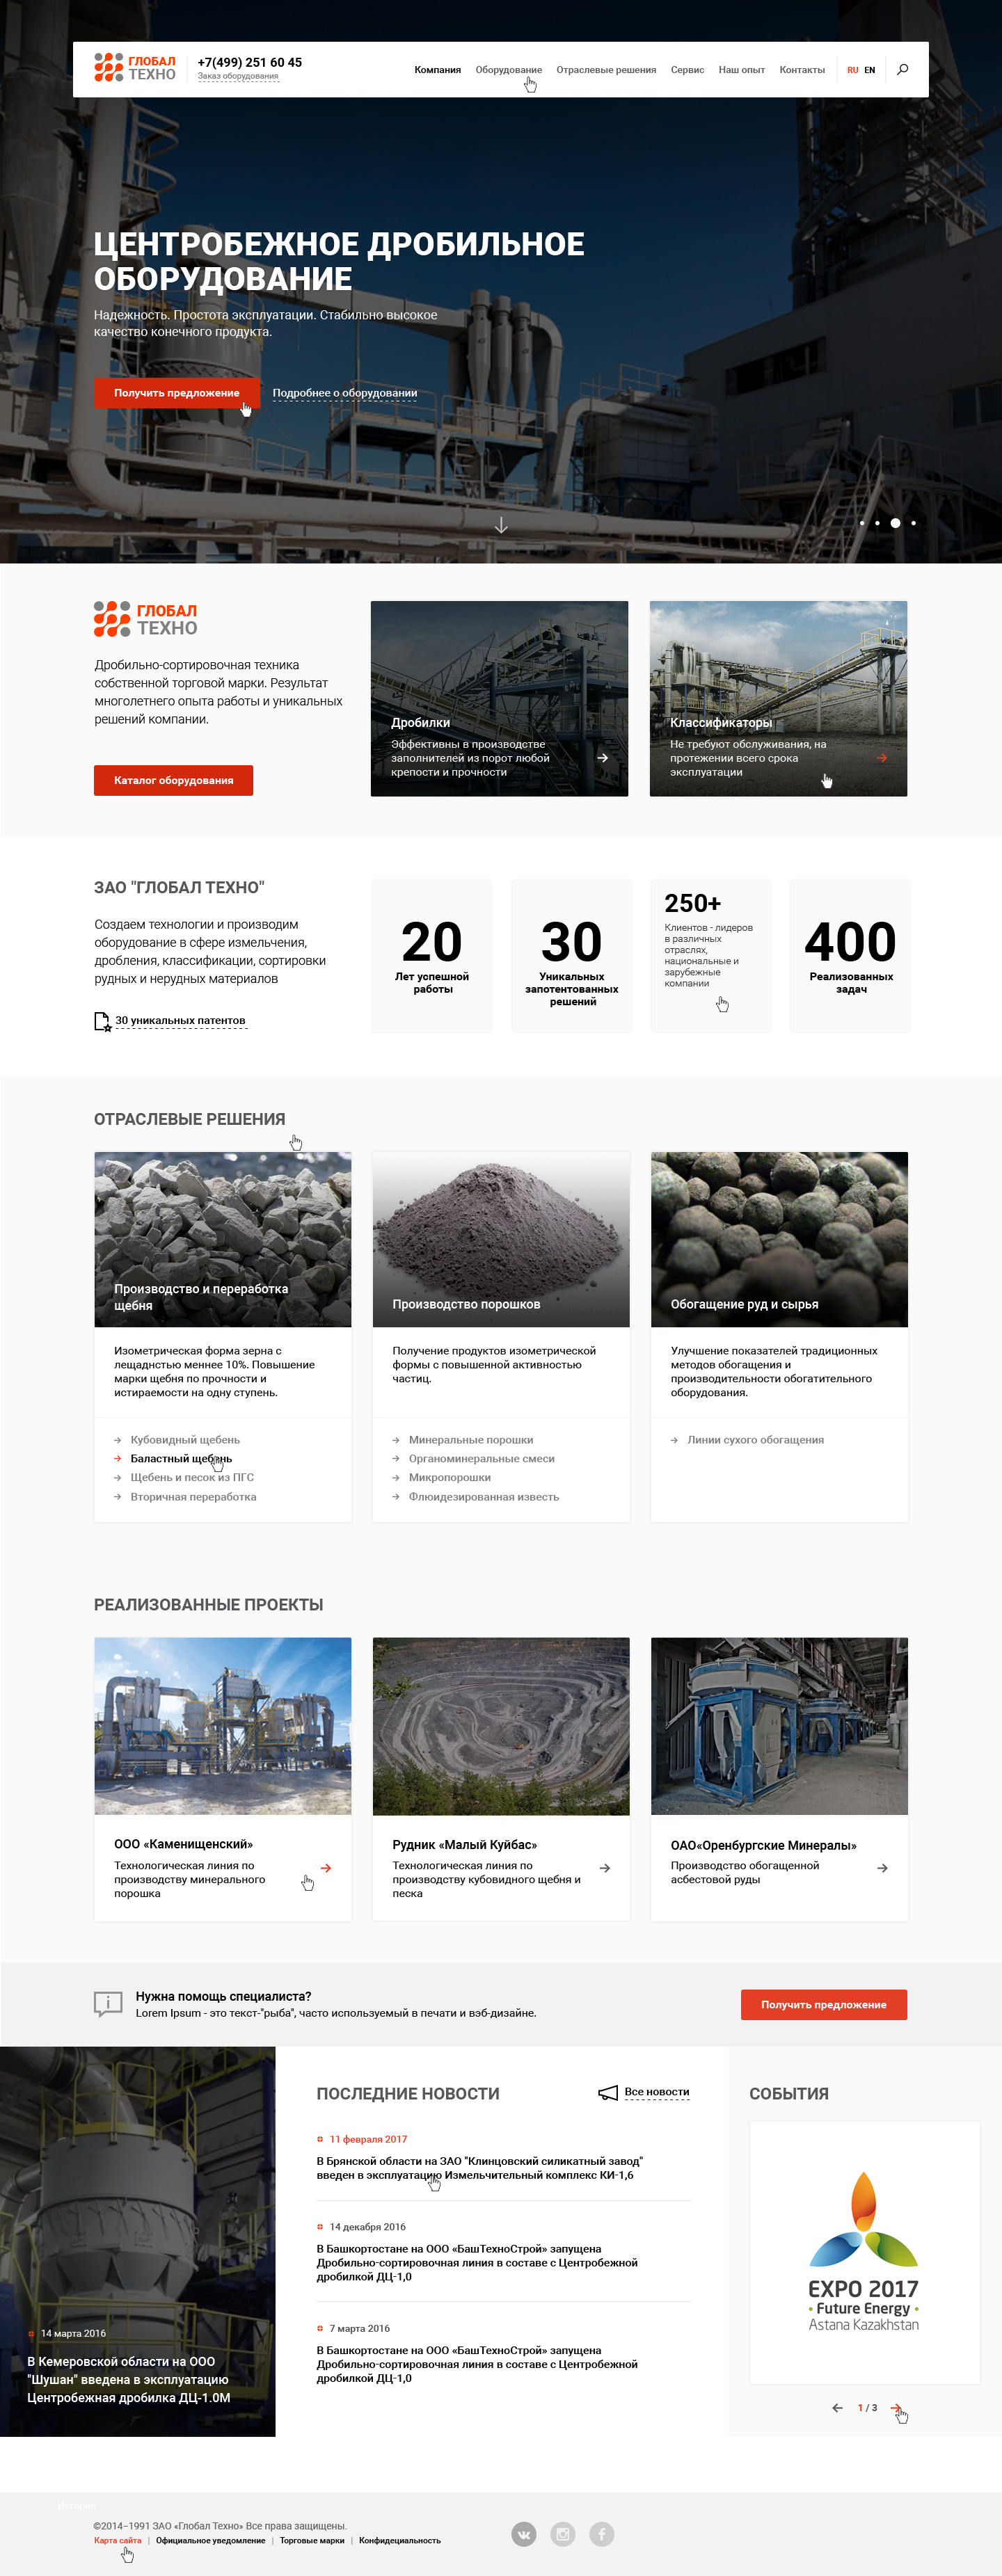 ГЛОБАЛ
ТЕХНО
+7(499) 251 60 45
Заказ оборудования
Компания
Оборудование
Отраслевые решения
Сервис
Наш опыт
Контакты
RU EN
ЦЕНТРОБЕЖНОЕ ДРОБИЛЬНОЕ
ОБОРУДОВАНИЕ
Надежность. Простота эксплуатации. Стабильно высокое
качество конечного продукта.
Получить предложение
Подробнее о оборудовании
ГЛОБАЛ
ТЕХНО
Дробильно-сортировочная техника
собственной торговой марки. Результат
многолетнего опыта работы и уникальных
решений компании.
Каталог оборудования
Дробилки
Эффективны в производстве
заполнителей из порот любой
крепости и прочности
Классификаторы
Не требуют обслуживания, на
протяжении всего срока
эксплуатации
ЗАО "ГЛОБАЛ ТЕХНО"
Создаем технологии и производим
оборудование в сфере измельчения,
дробления, классификации, сортировки
рудных и нерудных материалов
30 уникальных патентов
20
Лет успешной
работы
30
Уникальных
запотентованных
решений
250+
Клиентов - лидеров
в различных
отраслях,
национальные и
зарубежные
компании
400
Реализованных
задач
ОТРАСЛЕВЫЕ РЕШЕНИЯ
Производство и переработка
щебня
Изометрическая форма зерна с
лещаднстью меннее 10%. Повышение
марки щебня по прочности и
истираемости на одну ступень.
Кубовидный щебень
Баластный щебень
Щебень и песок из ПГС
Вторичная переработка
Производство порошков
Получение продуктов изометрической
формы с повышенной активностью
частиц.
Минеральные порошки
Органоминеральные смеси
Микропорошки
Флюидезированная известь
Обогащение руд и сырья
Улучшение показателей традиционных
методов обогащения и
производительности обогатительного
оборудования.
Линии сухого обогащения
РЕАЛИЗОВАННЫЕ ПРОЕКТЫ
ООО «Каменищенский»
Технологическая линия по
производству минерального
порошка
Рудник «Малый Куйбас»
Технологическая линия по
производству кубовидного щебня и
песка
ОАО«Оренбургские Минералы»
Производство обогащенной
асбестовой руды
Нужна помощь специалиста?
Lorem Ipsum - это текст-"рыба", часто используемый в печати и вэб-дизайне.
Получить предложение
14 марта 2016
В Кемеровской области на ООО
"Шушан" введена в эксплуатацию
Центробежная дробилка ДЦ-1.0М
ПОСЛЕДНИЕ НОВОСТИ
Все новости
11 февраля 2017
В Брянской области на ЗАО "Клинцовский силикатный завод"
введен в эксплуатацию Измельчительный комплекс КИ-1,6
14 декабря 2016
В Башкортостане на ООО «БашТехноСтрой» запущена
Дробильно-сортировочная линия в составе с Центробежной
дробилкой ДЦ-1,0
7 марта 2016
В Башкортостане на ООО «БашТехноСтрой» запущена
Дробильно-сортировочная линия в составе с Центробежной
дробилкой ДЦ-1,0
СОБЫТИЯ
EXPO 2017
Future Energy
Astana Kazakhstan
1 / 3
История
©2014–1991 ЗАО «Глобал Техно» Все права защищены.
Карта сайта | Официальное уведомление | Торговые марки | Конфидециальность